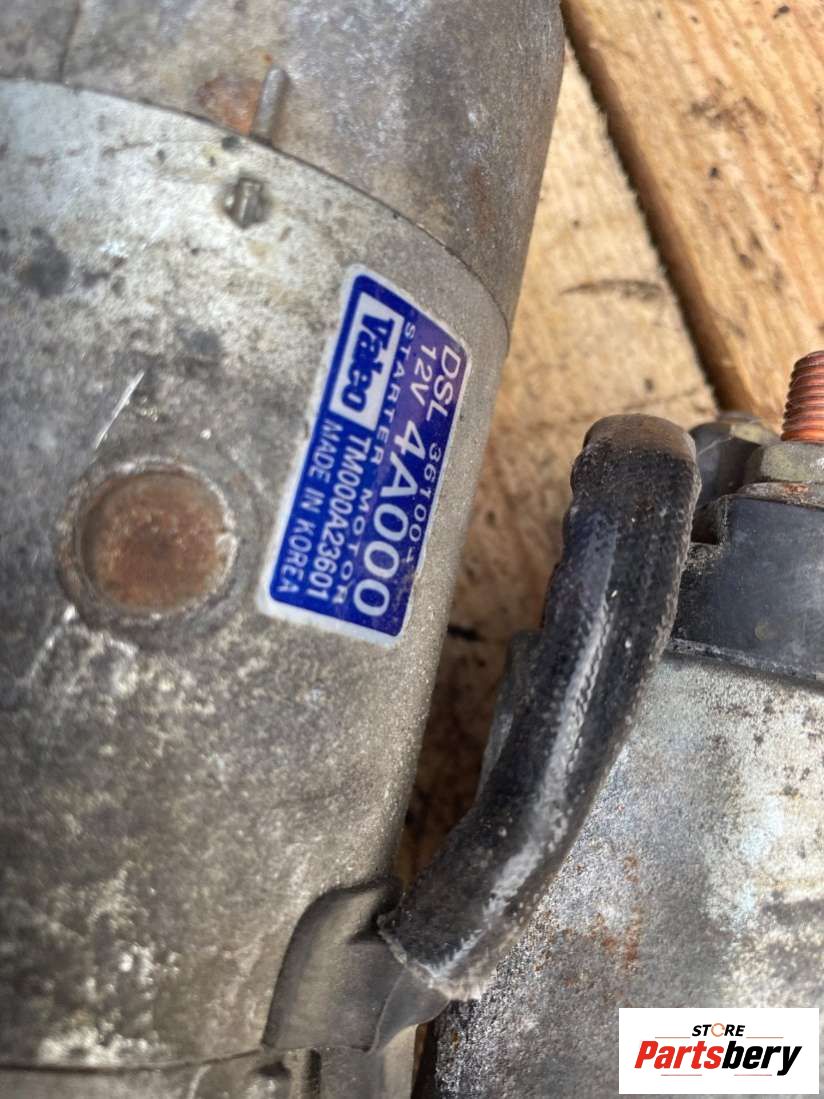 DSL 36100-
12V 4A000
Valeo STARTER MOTOR
TM000A23601
MADE IN KOREA
STORE
Partsbery